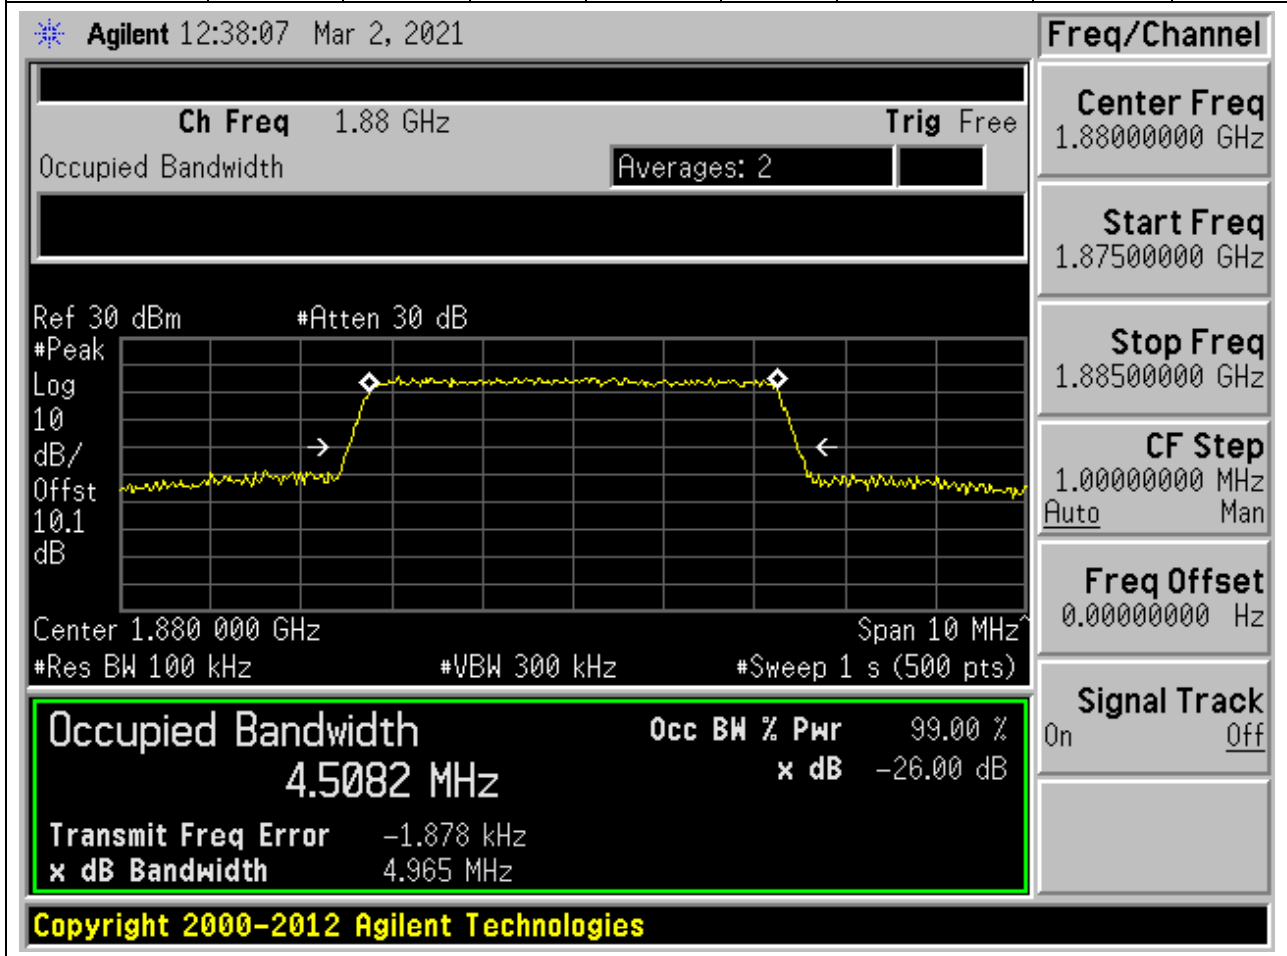 Agilent 12:38:07 Mar 2, 2021
Freq/Channel
Ch Freq 1.88 GHz Trig Free
Occupied Bandwidth Averages: 2
Center Freq
1.88000000 GHz
Start Freq
1.87500000 GHz
Stop Freq
1.88500000 GHz
CF Step
1.00000000 MHz
Auto Man
Freq Offset
0.00000000 Hz
Signal Track
On Off
Ref 30 dBm #Atten 30 dB
#Peak
Log
10
dB/
Offst
10.1
dB
Center 1.880 000 GHz Span 10 MHz^
#Res BW 100 kHz #VBW 300 kHz #Sweep 1 s (500 pts)
Occupied Bandwidth Occ BW % Pwr 99.00 %
4.5082 MHz x dB -26.00 dB
Transmit Freq Error -1.878 kHz
x dB Bandwidth 4.965 MHz
Copyright 2000-2012 Agilent Technologies